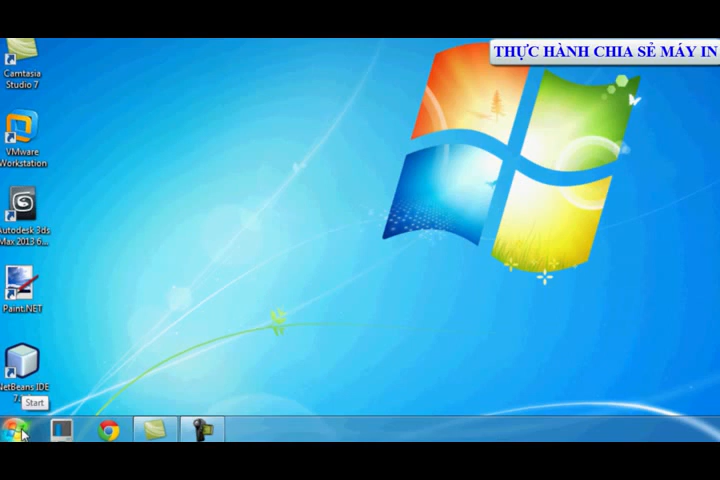 THỰC HÀNH CHIA SẺ MÁY IN
Camtasia
Studio 7
VMware
Workstation
Autodesk 3ds
Max 2013 6...
Paint.NET
NetBeans IDE
7....
Start